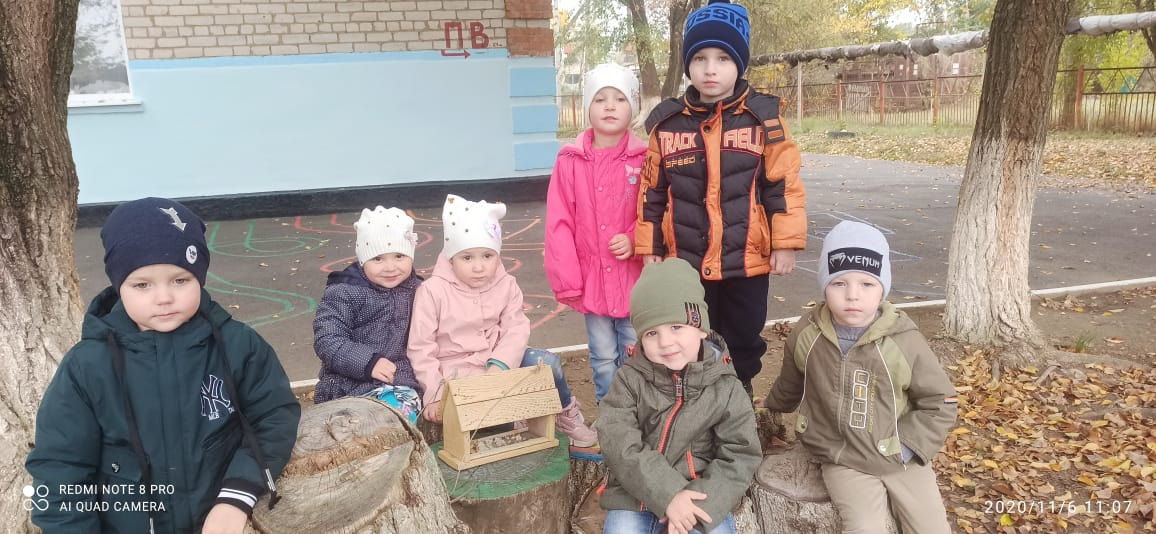 ПВ
RUSSIA
TRACK FIELD
SPEED
VENUM
NY
REDMI NOTE 8 PRO
AI QUAD CAMERA
2020/11/6 11:07